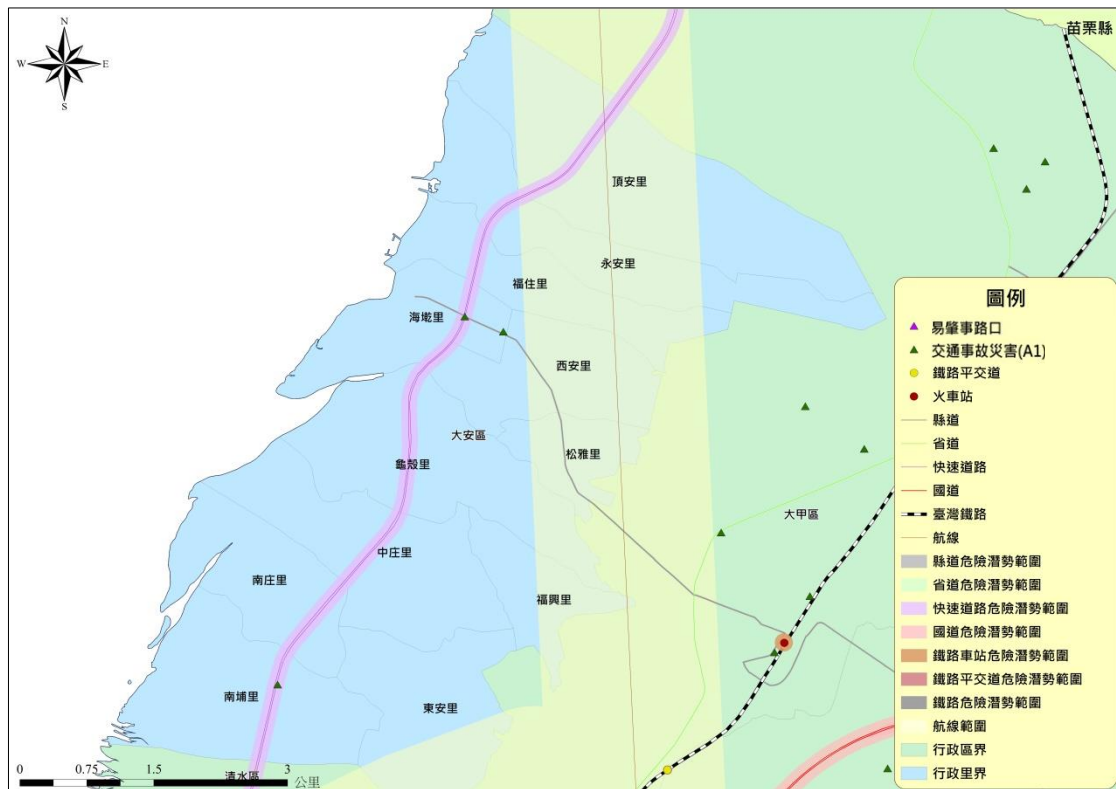 N
W
E
S
苗栗縣
頂安里
永安里
福住里
海墘里
西安里
大安區
松雅里
龜殼里
大甲區
中庄里
南庄里
福興里
南埔里
東安里
清水區
0 0.75 1.5 3 公里
圖例
易肇事路口
交通事故災害(A1)
鐵路平交道
火車站
縣道
省道
快速道路
國道
臺灣鐵路
航線
縣道危險潛勢範圍
省道危險潛勢範圍
快速道路危險潛勢範圍
國道危險潛勢範圍
鐵路車站危險潛勢範圍
鐵路平交道危險潛勢範圍
鐵路危險潛勢範圍
航線範圍
行政區界
行政里界